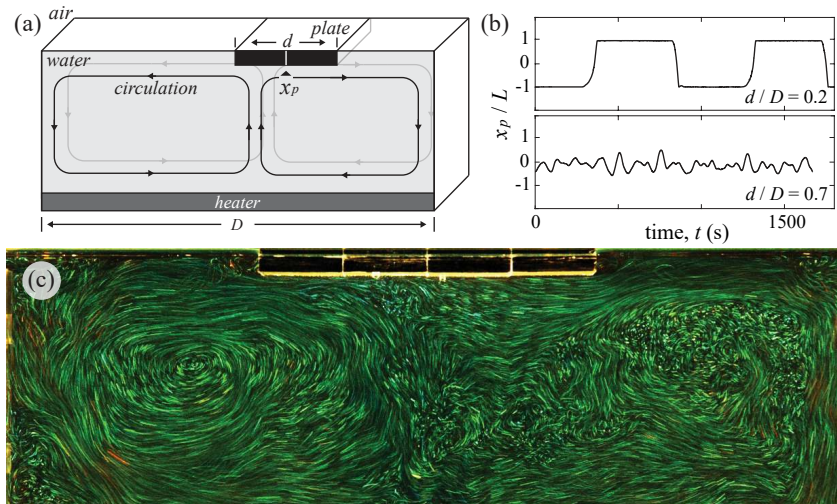 (a)
air
plate
d
water
circulation
x_p
heater
D
(b)
x_p / L
1
0
-1
d / D = 0.2
1
0
-1
d / D = 0.7
0
1500
time, t (s)
(c)